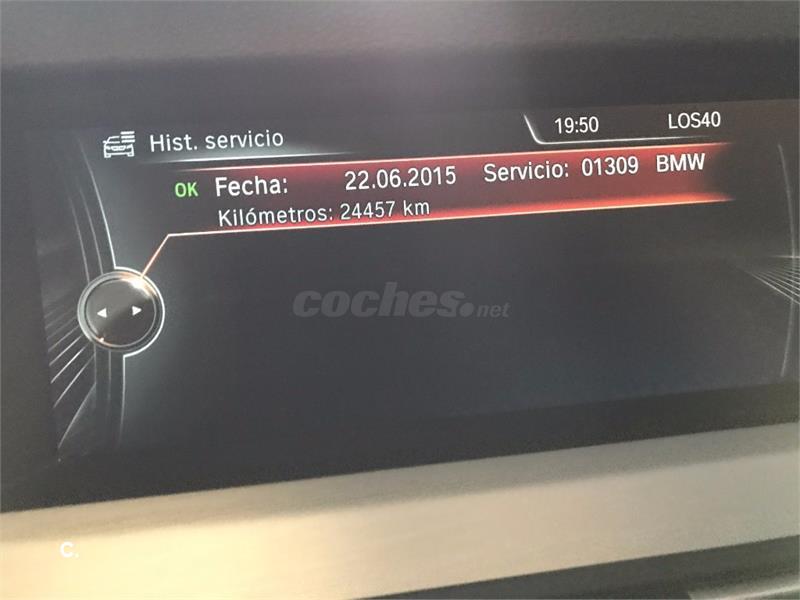 Hist. servicio
19:50
LOS40
OK Fecha: 22.06.2015 Servicio: 01309 BMW
Kilómetros: 24457 km
coches.net
c.